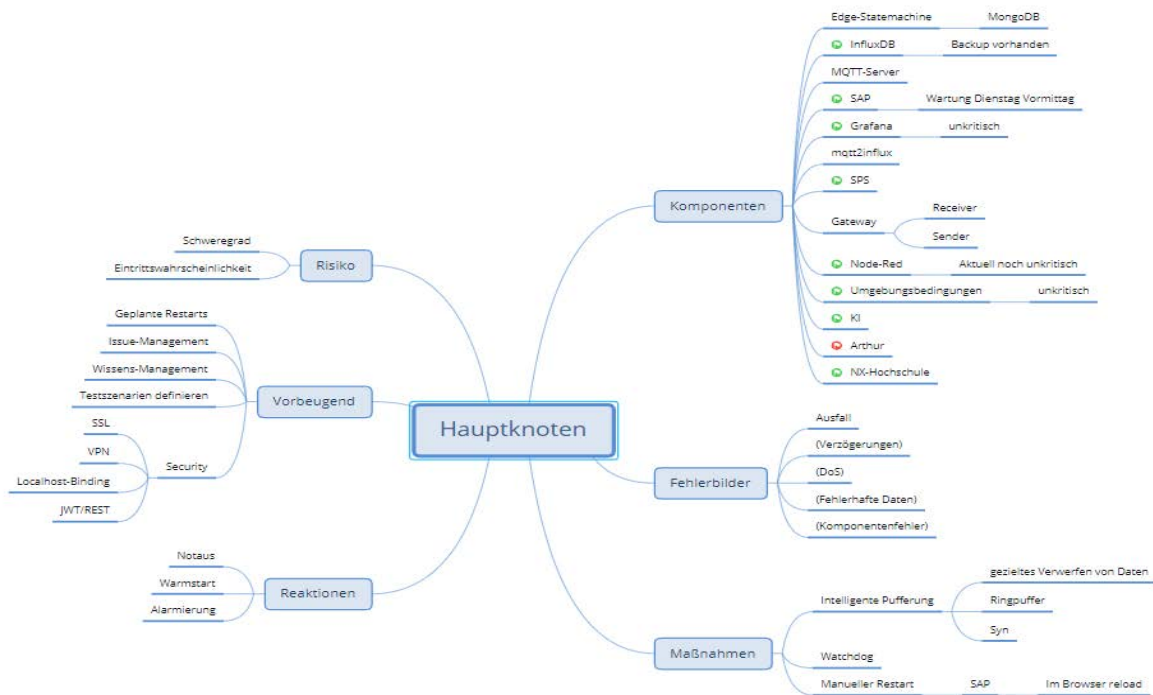 Hauptknoten
Komponenten
Edge-Statemachine
MongoDB
InfluxDB
Backup vorhanden
MQTT-Server
SAP
Wartung Dienstag Vormittag
Grafana
unkritisch
mqtt2influx
SPS
Gateway
Receiver
Sender
Node-Red
Aktuell noch unkritisch
Umgebungsbedingungen
unkritisch
KI
Arthur
NX-Hochschule
Fehlerbilder
Ausfall
(Verzögerungen)
(DoS)
(Fehlerhafte Daten)
(Komponentenfehler)
Maßnahmen
Intelligente Pufferung
gezieltes Verwerfen von Daten
Ringpuffer
Syn
Watchdog
Manueller Restart
SAP
Im Browser reload
Risiko
Schweregrad
Eintrittswahrscheinlichkeit
Vorbeugend
Geplante Restarts
Issue-Management
Wissens-Management
Testszenarien definieren
Security
SSL
VPN
Localhost-Binding
JWT/REST
Reaktionen
Notaus
Warmstart
Alarmierung